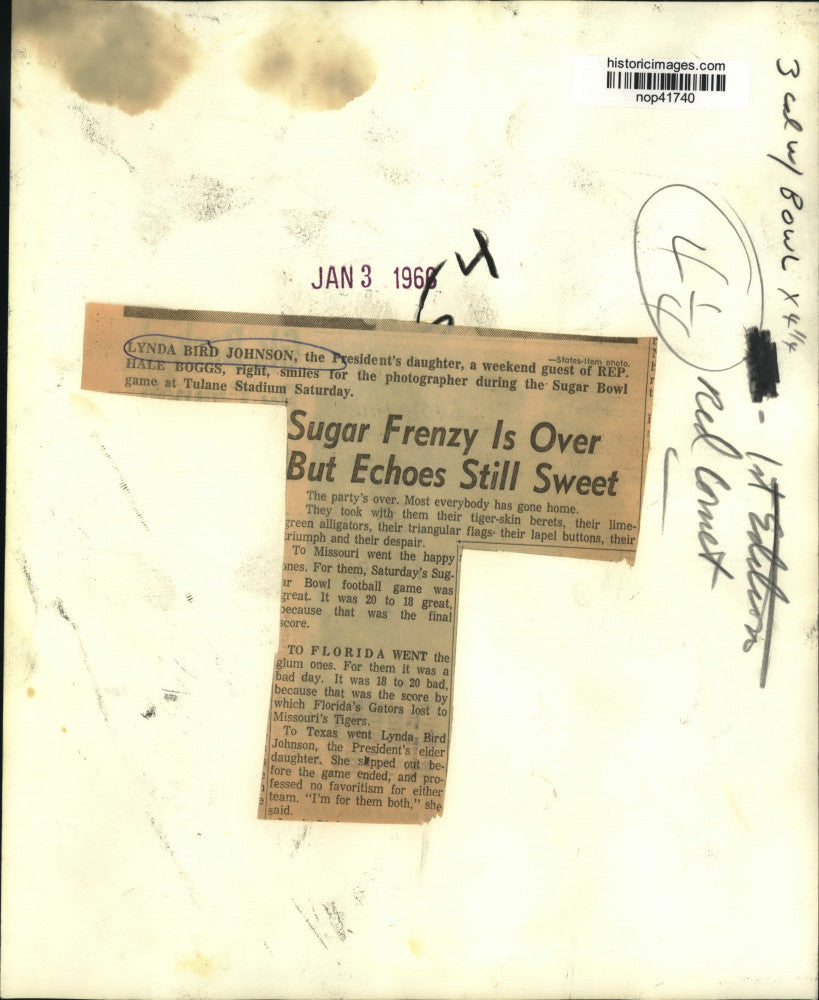 historicimages.com
nop41740
3 col w/ Bowl x 4 1/4
JAN 3 1966
4-4
Red Comet
1st Edition
—States-Item photo.
LYNDA BIRD JOHNSON, the President's daughter, a weekend guest of REP.
HALE BOGGS, right, smiles for the photographer during the Sugar Bowl
game at Tulane Stadium Saturday.
Sugar Frenzy Is Over
But Echoes Still Sweet
The party's over. Most everybody has gone home.
They took with them their tiger-skin berets, their lime-
green alligators, their triangular flags, their lapel buttons, their
triumph and their despair.
To Missouri went the happy
ones. For them, Saturday's Sug-
ar Bowl football game was
great. It was 20 to 18 great,
because that was the final
score.
TO FLORIDA WENT the
glum ones. For them it was a
bad day. It was 18 to 20 bad,
because that was the score by
which Florida's Gators lost to
Missouri's Tigers.
To Texas went Lynda Bird
Johnson, the President's elder
daughter. She slipped out be-
fore the game ended, and pro-
fessed no favoritism for either
team. "I'm for them both," she
said.